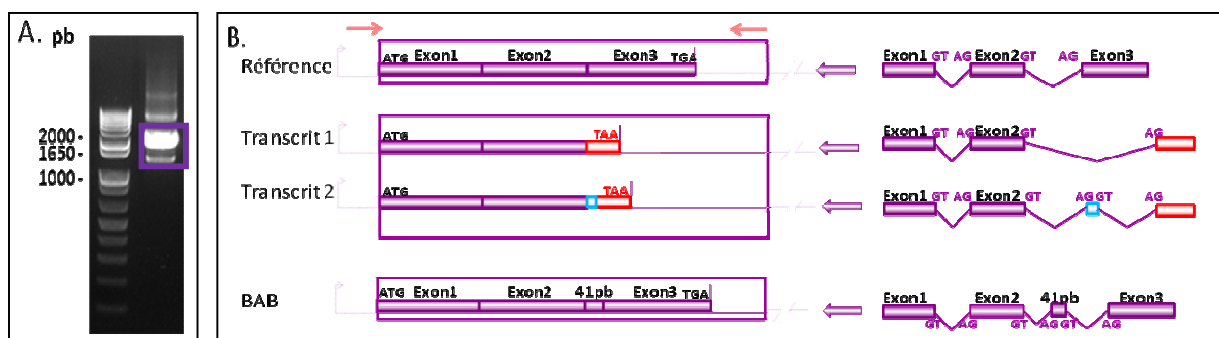 A.
pb
2000-
1650-
1000-
B.
Référence
ATG Exon1 Exon2 Exon3 TGA
Exon1 GT AG Exon2 GT AG Exon3
Transcrit 1
ATG TAA
Exon1 GT AG Exon2 GT AG
Transcrit 2
ATG TAA
Exon1 GT AG Exon2 GT AG GT AG
BAB
ATG Exon1 Exon2 41pb Exon3 TGA
Exon1 Exon2 41pb Exon3
GT AG GT AG GT AG